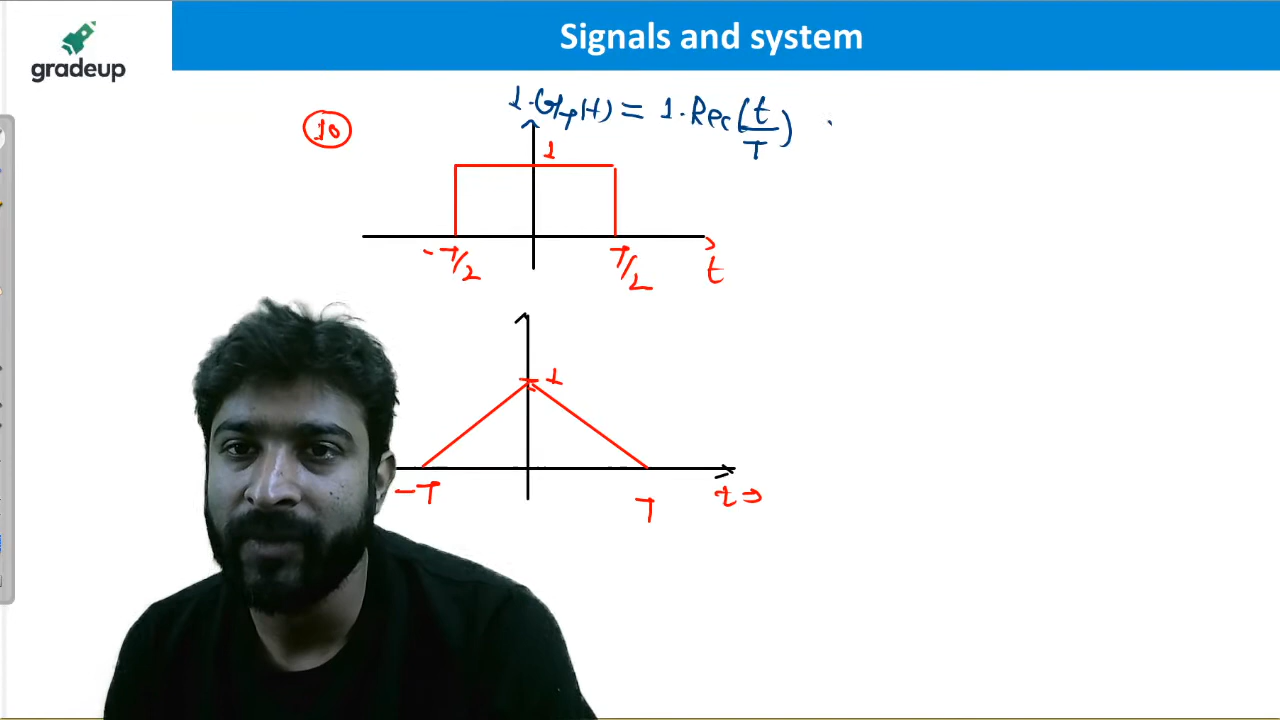 gradeup
Signals and system
1·G_T(t) = 1·Rec(t/T)
10
1
-T/2
T/2
t
1
-T
T
t→